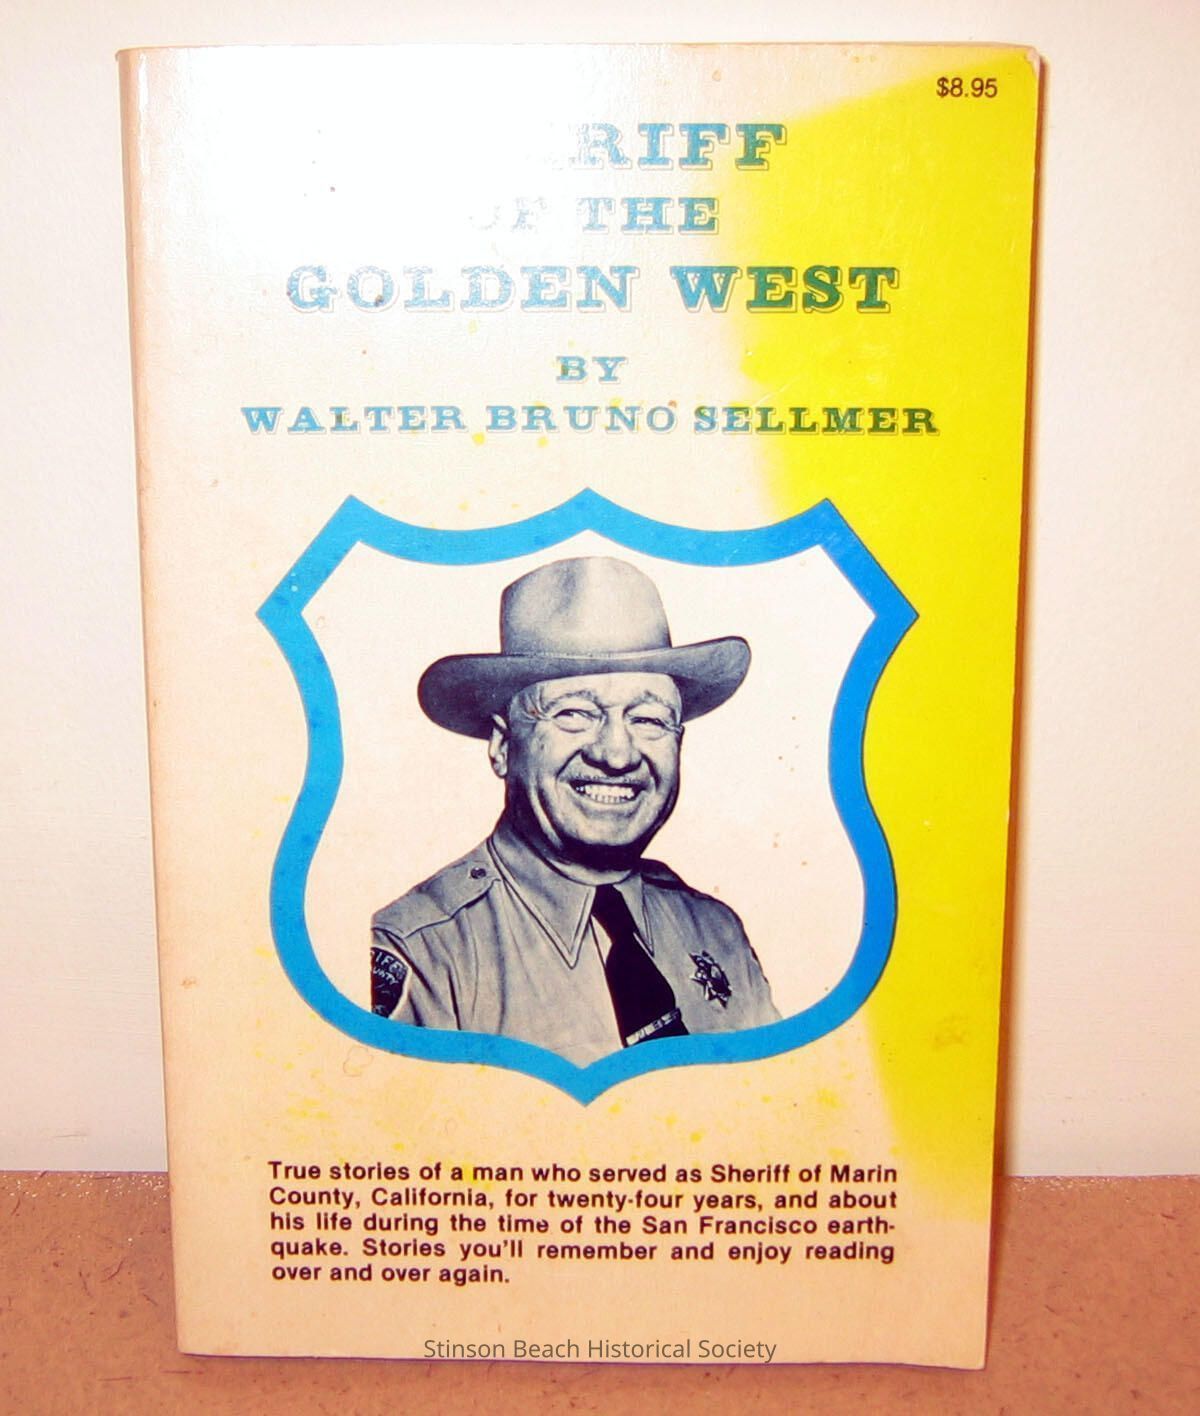 $8.95
RIFF
OF THE
GOLDEN WEST
BY
WALTER BRUNO SELLMER
True stories of a man who served as Sheriff of Marin
County, California, for twenty-four years, and about
his life during the time of the San Francisco earth-
quake. Stories you'll remember and enjoy reading
over and over again.
Stinson Beach Historical Society